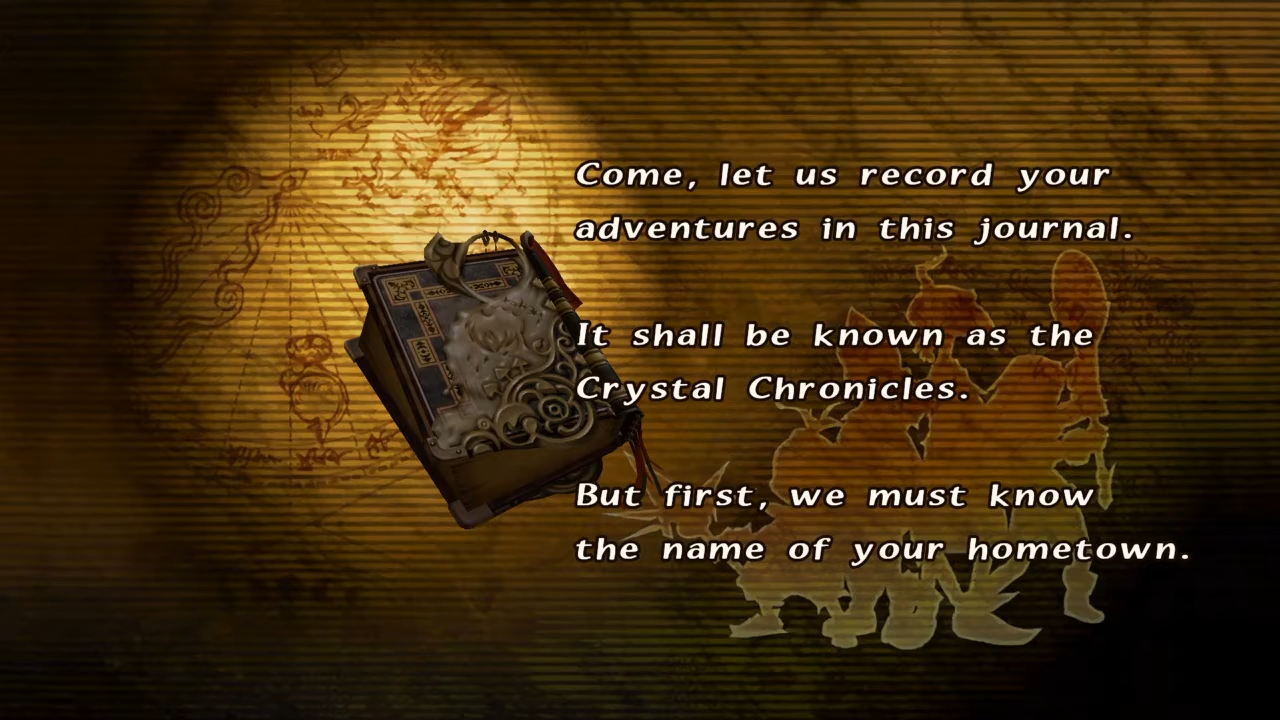 Come, let us record your
adventures in this journal.
It shall be known as the
Crystal Chronicles.
But first, we must know
the name of your hometown.